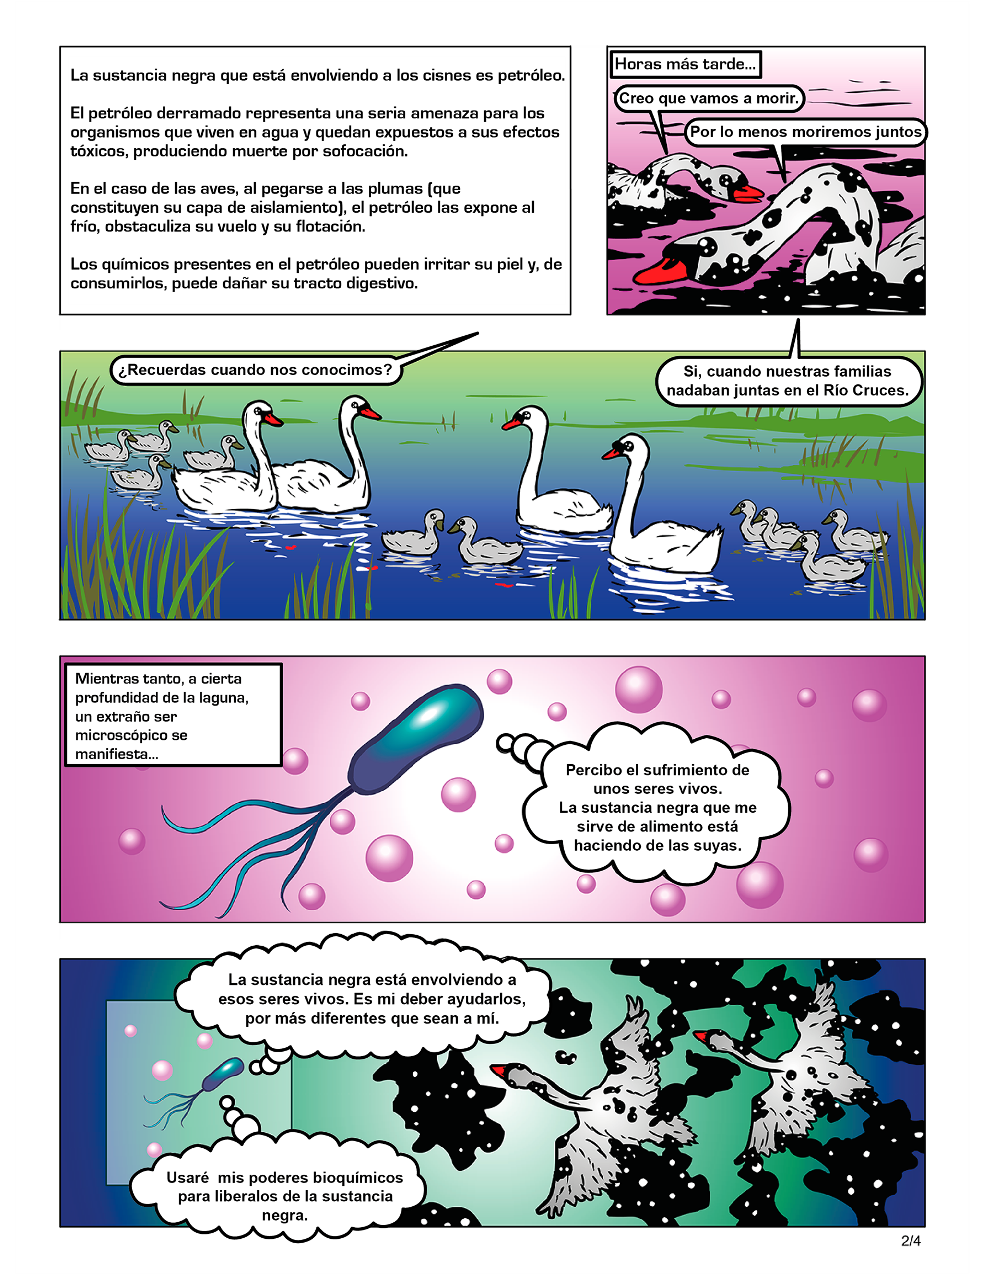 La sustancia negra que está envolviendo a los cisnes es petróleo.
El petróleo derramado representa una seria amenaza para los
organismos que viven en agua y quedan expuestos a sus efectos
tóxicos, produciendo muerte por sofocación.
En el caso de las aves, al pegarse a las plumas (que
constituyen su capa de aislamiento), el petróleo las expone al
frío, obstaculiza su vuelo y su flotación.
Los químicos presentes en el petróleo pueden irritar su piel y, de
consumirlos, puede dañar su tracto digestivo.
Horas más tarde...
Creo que vamos a morir.
Por lo menos moriremos juntos
¿Recuerdas cuando nos conocimos?
Si, cuando nuestras familias
nadaban juntas en el Río Cruces.
Mientras tanto, a cierta
profundidad de la laguna,
un extraño ser
microscópico se
manifiesta...
Percibo el sufrimiento de
unos seres vivos.
La sustancia negra que me
sirve de alimento está
haciendo de las suyas.
La sustancia negra está envolviendo a
esos seres vivos. Es mi deber ayudarlos,
por más diferentes que sean a mí.
Usaré mis poderes bioquímicos
para liberalos de la sustancia
negra.
2/4